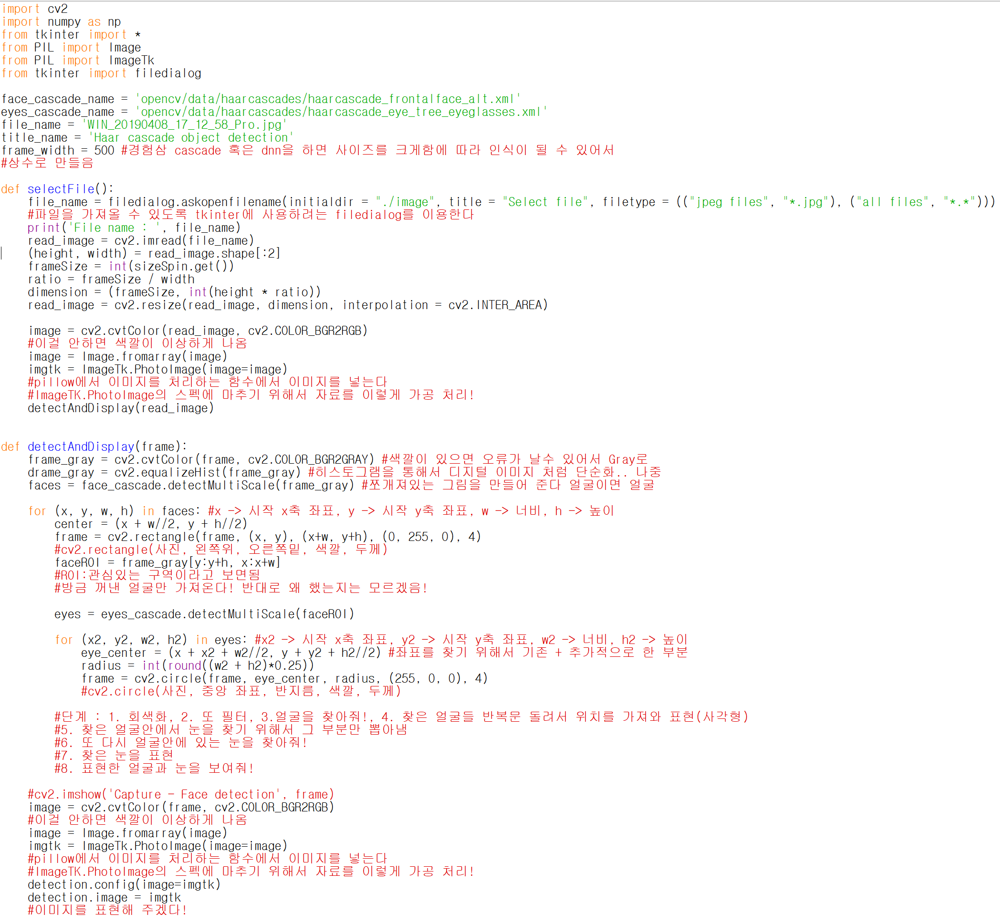 import cv2
import numpy as np
from tkinter import *
from PIL import Image
from PIL import ImageTk
from tkinter import filedialog

face_cascade_name = 'opencv/data/haarcascades/haarcascade_frontalface_alt.xml'
eyes_cascade_name = 'opencv/data/haarcascades/haarcascade_eye_tree_eyeglasses.xml'
file_name = 'WIN_20190408_17_12_58_Pro.jpg'
title_name = 'Haar cascade object detection'
frame_width = 500 #경험삼 cascade 혹은 dnn을 하면 사이즈를 크게함에 따라 인식이 될 수 있어서
#상수로 만들음

def selectFile():
    file_name = filedialog.askopenfilename(initialdir = "./image", title = "Select file", filetype = (("jpeg files", "*.jpg"), ("all files", "*.*")))
    #파일을 가져올 수 있도록 tkinter에 사용하려는 filedialog를 이용한다
    print('File name : ', file_name)
    read_image = cv2.imread(file_name)
    (height, width) = read_image.shape[:2]
    frameSize = int(sizeSpin.get())
    ratio = frameSize / width
    dimension = (frameSize, int(height * ratio))
    read_image = cv2.resize(read_image, dimension, interpolation = cv2.INTER_AREA)

    image = cv2.cvtColor(read_image, cv2.COLOR_BGR2RGB)
    #이걸 안하면 색깔이 이상하게 나옴
    image = Image.fromarray(image)
    imgtk = ImageTk.PhotoImage(image=image)
    #pillow에서 이미지를 처리하는 함수에서 이미지를 넣는다
    #ImageTK.PhotoImage의 스펙에 마추기 위해서 자료를 이렇게 가공 처리!
    detectAndDisplay(read_image)


def detectAndDisplay(frame):
    frame_gray = cv2.cvtColor(frame, cv2.COLOR_BGR2GRAY) #색깔이 있으면 오류가 날수 있어서 Gray로
    drame_gray = cv2.equalizeHist(frame_gray) #히스토그램을 통해서 디지털 이미지 처럼 단순화.. 나중
    faces = face_cascade.detectMultiScale(frame_gray) #쪼개져있는 그림을 만들어 준다 얼굴이면 얼굴

    for (x, y, w, h) in faces: #x -> 시작 x축 좌표, y -> 시작 y축 좌표, w -> 너비, h -> 높이
        center = (x + w//2, y + h//2)
        frame = cv2.rectangle(frame, (x, y), (x+w, y+h), (0, 255, 0), 4)
        #cv2.rectangle(사진, 왼쪽위, 오른쪽밑, 색깔, 두께)
        faceROI = frame_gray[y:y+h, x:x+w]
        #ROI:관심있는 구역이라고 보면됨
        #방금 꺼낸 얼굴만 가져온다! 반대로 왜 했는지는 모르겠음!

        eyes = eyes_cascade.detectMultiScale(faceROI)

        for (x2, y2, w2, h2) in eyes: #x2 -> 시작 x축 좌표, y2 -> 시작 y축 좌표, w2 -> 너비, h2 -> 높이
            eye_center = (x + x2 + w2//2, y + y2 + h2//2) #좌표를 찾기 위해서 기존 + 추가적으로 한 부분
            radius = int(round((w2 + h2)*0.25))
            frame = cv2.circle(frame, eye_center, radius, (255, 0, 0), 4)
            #cv2.circle(사진, 중앙 좌표, 반지름, 색깔, 두께)

        #단계 : 1. 회색화, 2. 또 필터, 3.얼굴을 찾아줘!, 4. 찾은 얼굴들 반복문 돌려서 위치를 가져와 표현(사각형)
        #5. 찾은 얼굴안에서 눈을 찾기 위해서 그 부분만 뽑아냄
        #6. 또 다시 얼굴안에 있는 눈을 찾아줘!
        #7. 찾은 눈을 표현
        #8. 표현한 얼굴과 눈을 보여줘!

    #cv2.imshow('Capture - Face detection', frame)
    image = cv2.cvtColor(frame, cv2.COLOR_BGR2RGB)
    #이걸 안하면 색깔이 이상하게 나옴
    image = Image.fromarray(image)
    imgtk = ImageTk.PhotoImage(image=image)
    #pillow에서 이미지를 처리하는 함수에서 이미지를 넣는다
    #ImageTK.PhotoImage의 스펙에 마추기 위해서 자료를 이렇게 가공 처리!
    detection.config(image=imgtk)
    detection.image = imgtk
    #이미지를 표현해 주겠다!